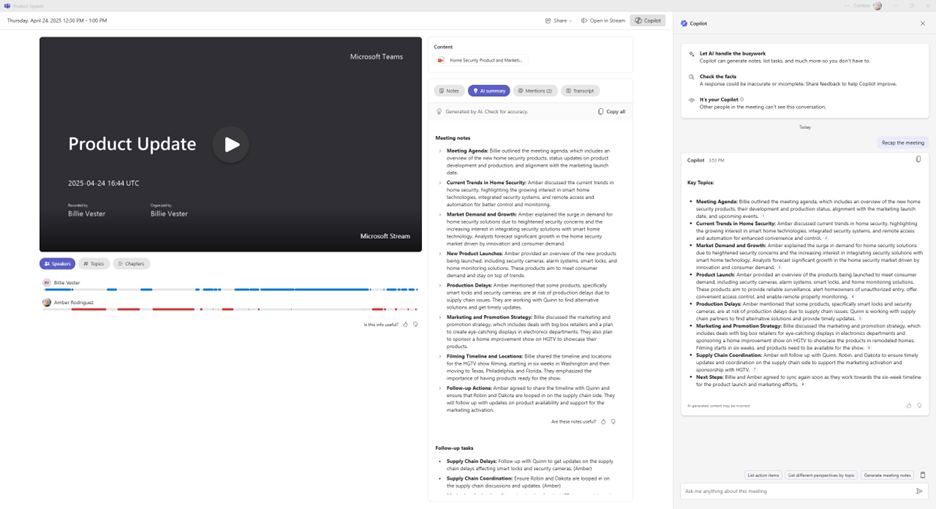 Product Update
Thursday, April 24, 2025 12:30 PM - 1:00 PM
Share
Open in Stream
Copilot
Microsoft Teams
Product Update
2025-04-24 16:44 UTC
Recorded by
Billie Vester
Organized by
Billie Vester
Microsoft Stream
Speakers
Topics
Chapters
Billie Vester
Amber Rodriguez
Is this info useful?
Content
Home Security Product and Market...
Notes
AI summary
Mentions (2)
Transcript
Generated by AI. Check for accuracy.
Copy all
Meeting notes
Meeting Agenda: Billie outlined the meeting agenda, which includes an
overview of the new home security products, status updates on product
development and production, and alignment with the marketing launch
date.
Current Trends in Home Security: Amber discussed the current trends in
home security, highlighting the growing interest in smart home
technologies, integrated security systems, and remote access and
automation for better control and monitoring.
Market Demand and Growth: Amber explained the surge in demand for
home security solutions due to heightened security concerns and the
increasing interest in integrating security systems with smart home
technologies. Analysts forecast significant growth in the security
market driven by innovation and consumer demand.
New Product Launches: Amber provided an overview of the new products
being launched, including cameras, alarm systems, smart locks, and
home monitoring solutions. These products aim to meet consumer
demand and stay on top of trends.
Production Delays: Amber mentioned that some products, specifically
smart locks and security cameras, are at risk of production delays due to
supply chain issues. They are working with Quinn to find alternative
solutions and get timely updates.
Marketing and Promotion Strategy: Billie discussed the marketing and
promotion strategy, which includes deals with big box retailers and a plan
to create eye-catching displays in electronics departments. They also plan
to sponsor a home improvement show on HGTV to showcase their
products.
Filming Timeline and Locations: Billie shared the timeline and locations
for the HGTV show filming, starting in six weeks in Washington and then
moving to Texas, Philadelphia, and Florida. They emphasized the
importance of having products ready for the show.
Follow-up Actions: Amber agreed to share the timeline with Quinn and
ensure that Robin and Dakota are looped in on the supply chain side. They
will follow up with updates on product availability and support for the
marketing activation.
Are these notes useful?
Follow-up tasks
Supply Chain Delays: Follow up with Quinn to get updates on the supply
chain delays affecting smart locks and security cameras. (Amber)
Supply Chain Coordination: Ensure Robin and Dakota are looped in on
the supply chain discussions and updates. (Amber)
Copilot
Let AI handle the busywork
Copilot can generate notes, list tasks, and much more-so you don't have to.
Check the facts
A response could be inaccurate or incomplete. Share feedback to help Copilot improve.
It's your Copilot
Other people in the meeting can't see this conversation.
Today
Recap the meeting
Copilot 3:53 PM
Key Topics:
Meeting Agenda: Billie outlined the meeting agenda, which includes an overview of the new home
security products, their development and production status, alignment with the marketing launch
date, and upcoming events.
Current Trends in Home Security: Amber discussed current trends in home security, highlighting
the growing interest in smart home technologies, integrated security systems, and remote access
and automation for enhanced convenience and control.
Market Demand and Growth: Amber explained the surge in demand for home security solutions
due to heightened security concerns and the increasing interest in integrating security systems with
smart home technologies. Analysts forecast significant growth in the security market, driven by
innovation and consumer demand.
Product Launch: Amber provided an overview of the new products being launched to meet
consumer demand, including security cameras, alarm systems, smart locks, and monitoring solutions.
These products aim to provide reliable surveillance, alert homeowners of unauthorized entry, offer
convenient access control, and enable remote property monitoring.
Production Delays: Amber mentioned that some products, specifically smart locks and security
cameras, are at risk of production delays due to supply chain issues. Quinn is working with supply
chain partners to find alternative solutions and provide timely updates.
Marketing and Promotion Strategy: Billie discussed the marketing and promotion strategy, which
includes deals with big box retailers for eye-catching displays in electronics departments and
sponsoring a home improvement show on HGTV to showcase the products in remodeled homes.
Filming starts in six weeks, and products need to be available for the show.
Supply Chain Coordination: Amber will follow up with Quinn, Robin, and Dakota to ensure timely
updates and coordination on the supply chain side to support the marketing activation and
sponsorship with HGTV.
Next Steps: Billie and Amber agreed to sync again soon as they work towards the six-week timeline
for the product launch and marketing efforts.
AI-generated content may be incorrect
List action items
List different perspectives by topic
Generate meeting notes
Ask me anything about this meeting